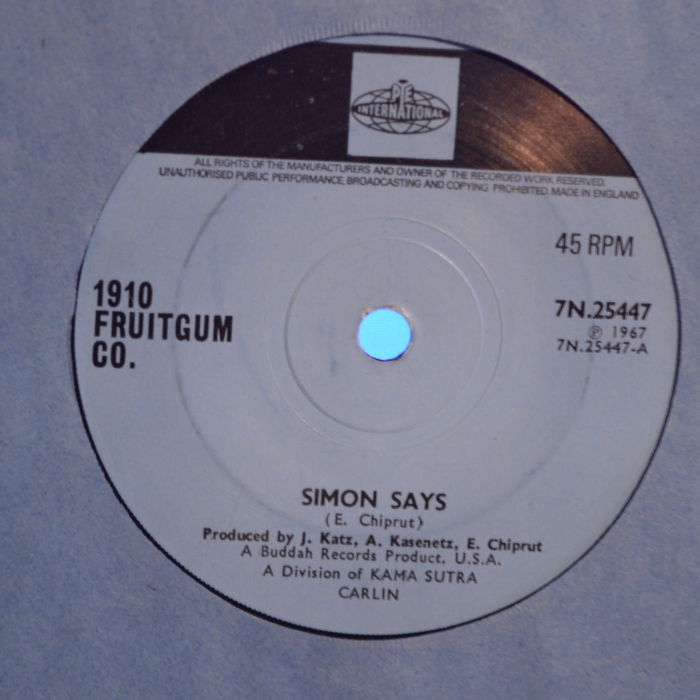 PYE
INTERNATIONAL
ALL RIGHTS OF THE MANUFACTURERS AND OWNER OF THE RECORDED WORK RESERVED.
UNAUTHORISED PUBLIC PERFORMANCE, BROADCASTING AND COPYING PROHIBITED. MADE IN ENGLAND
45 RPM
1910
FRUITGUM
CO.
7N.25447
℗ 1967
7N.25447-A
SIMON SAYS
(E. Chiprut)
Produced by J. Katz, A. Kasenetz, E. Chiprut
A Buddah Records Product, U.S.A.
A Division of KAMA SUTRA
CARLIN